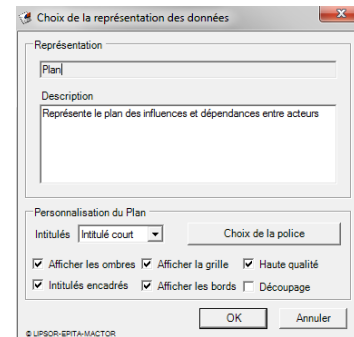 Choix de la représentation des données
x
Représentation
Plan
Description
Représente le plan des influences et dépendances entre acteurs
Personnalisation du Plan
Intitulés Intitulé court Choix de la police
Afficher les ombres Afficher la grille Haute qualité
Intitulés encadrés Afficher les bords Découpage
OK Annuler
© LIPSOR-EPITA-MACTOR